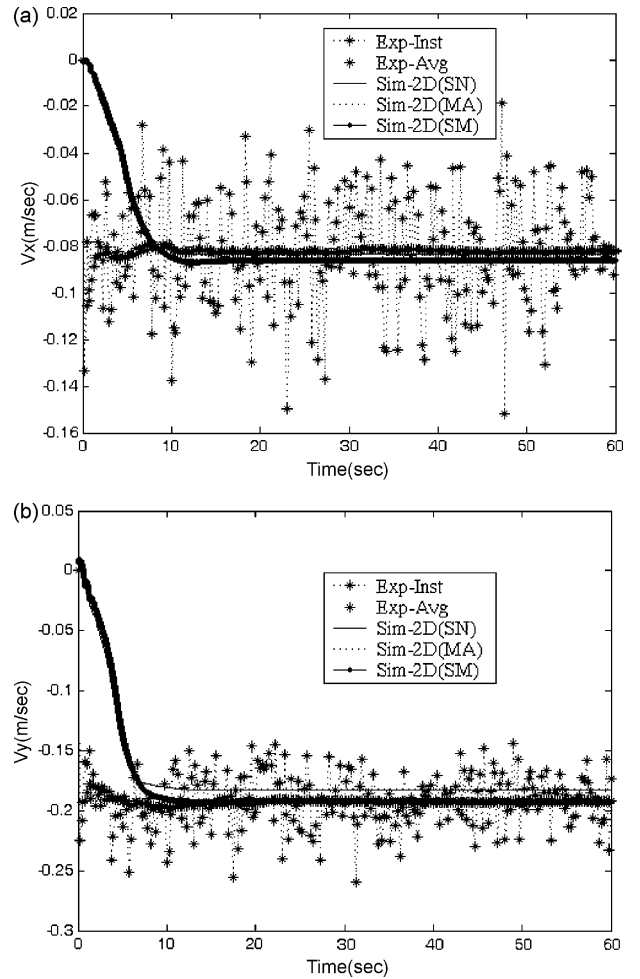 (a)
0.02
0
-0.02
-0.04
-0.06
-0.08
-0.1
-0.12
-0.14
-0.16
Vx(m/sec)
Exp-Inst
Exp-Avg
Sim-2D(SN)
Sim-2D(MA)
Sim-2D(SM)
0 10 20 30 40 50 60
Time(sec)
(b)
0.05
0
-0.05
-0.1
-0.15
-0.2
-0.25
-0.3
Vy(m/sec)
Exp-Inst
Exp-Avg
Sim-2D(SN)
Sim-2D(MA)
Sim-2D(SM)
0 10 20 30 40 50 60
Time(sec)